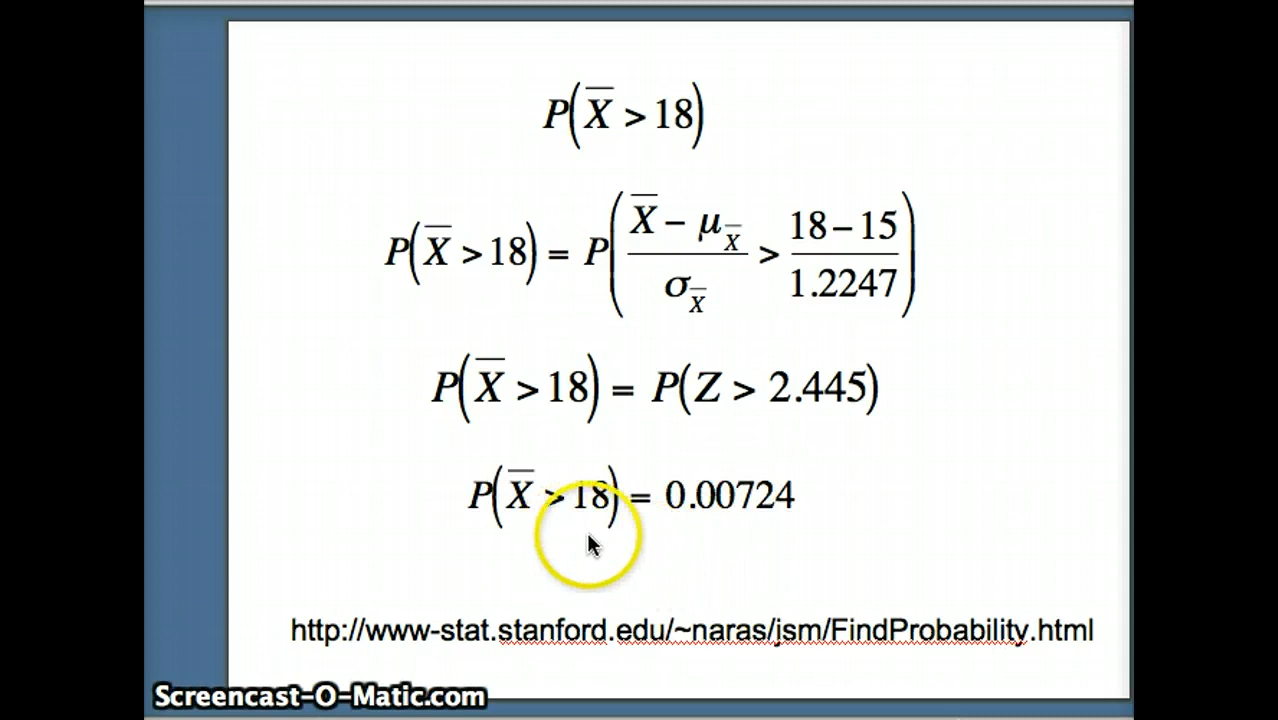 P(X̄ > 18)
P(X̄ > 18) = P((X̄ − μ_X̄)/σ_X̄ > (18 − 15)/1.2247)
P(X̄ > 18) = P(Z > 2.445)
P(X̄ > 18) = 0.00724
http://www-stat.stanford.edu/~naras/jsm/FindProbability.html
Screencast-O-Matic.com